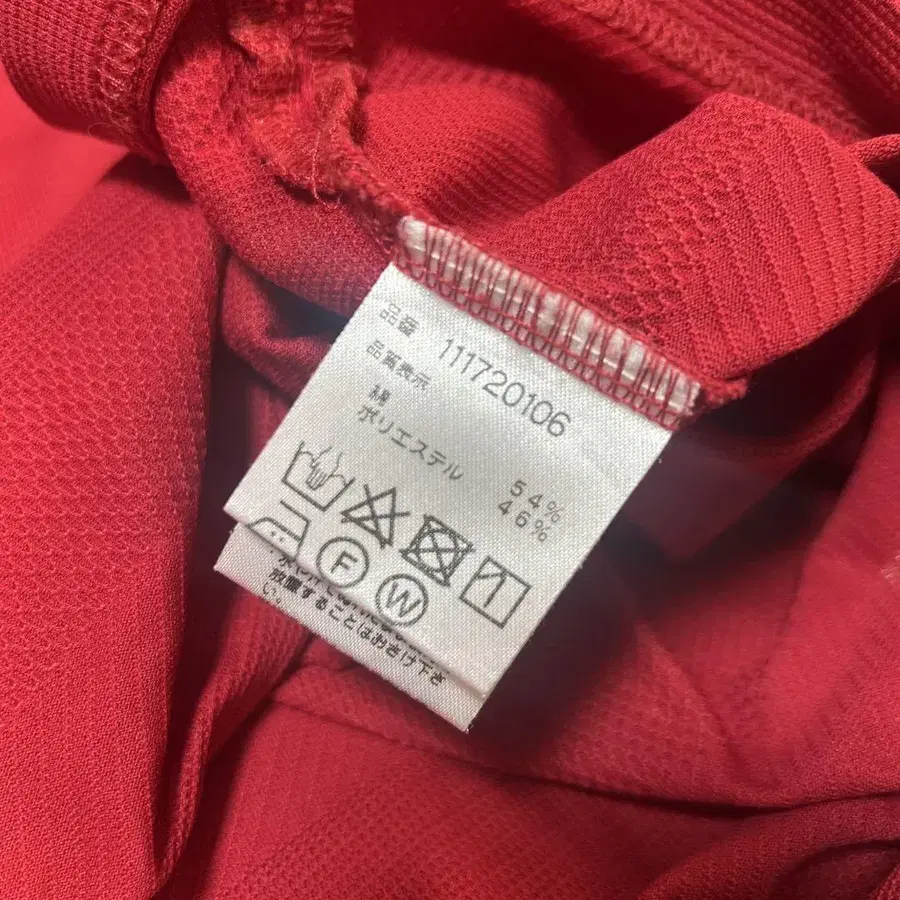 品番 111720106
品質表示
綿 54%
ポリエステル 46%
F
W
放置することはお避け下さ
い。